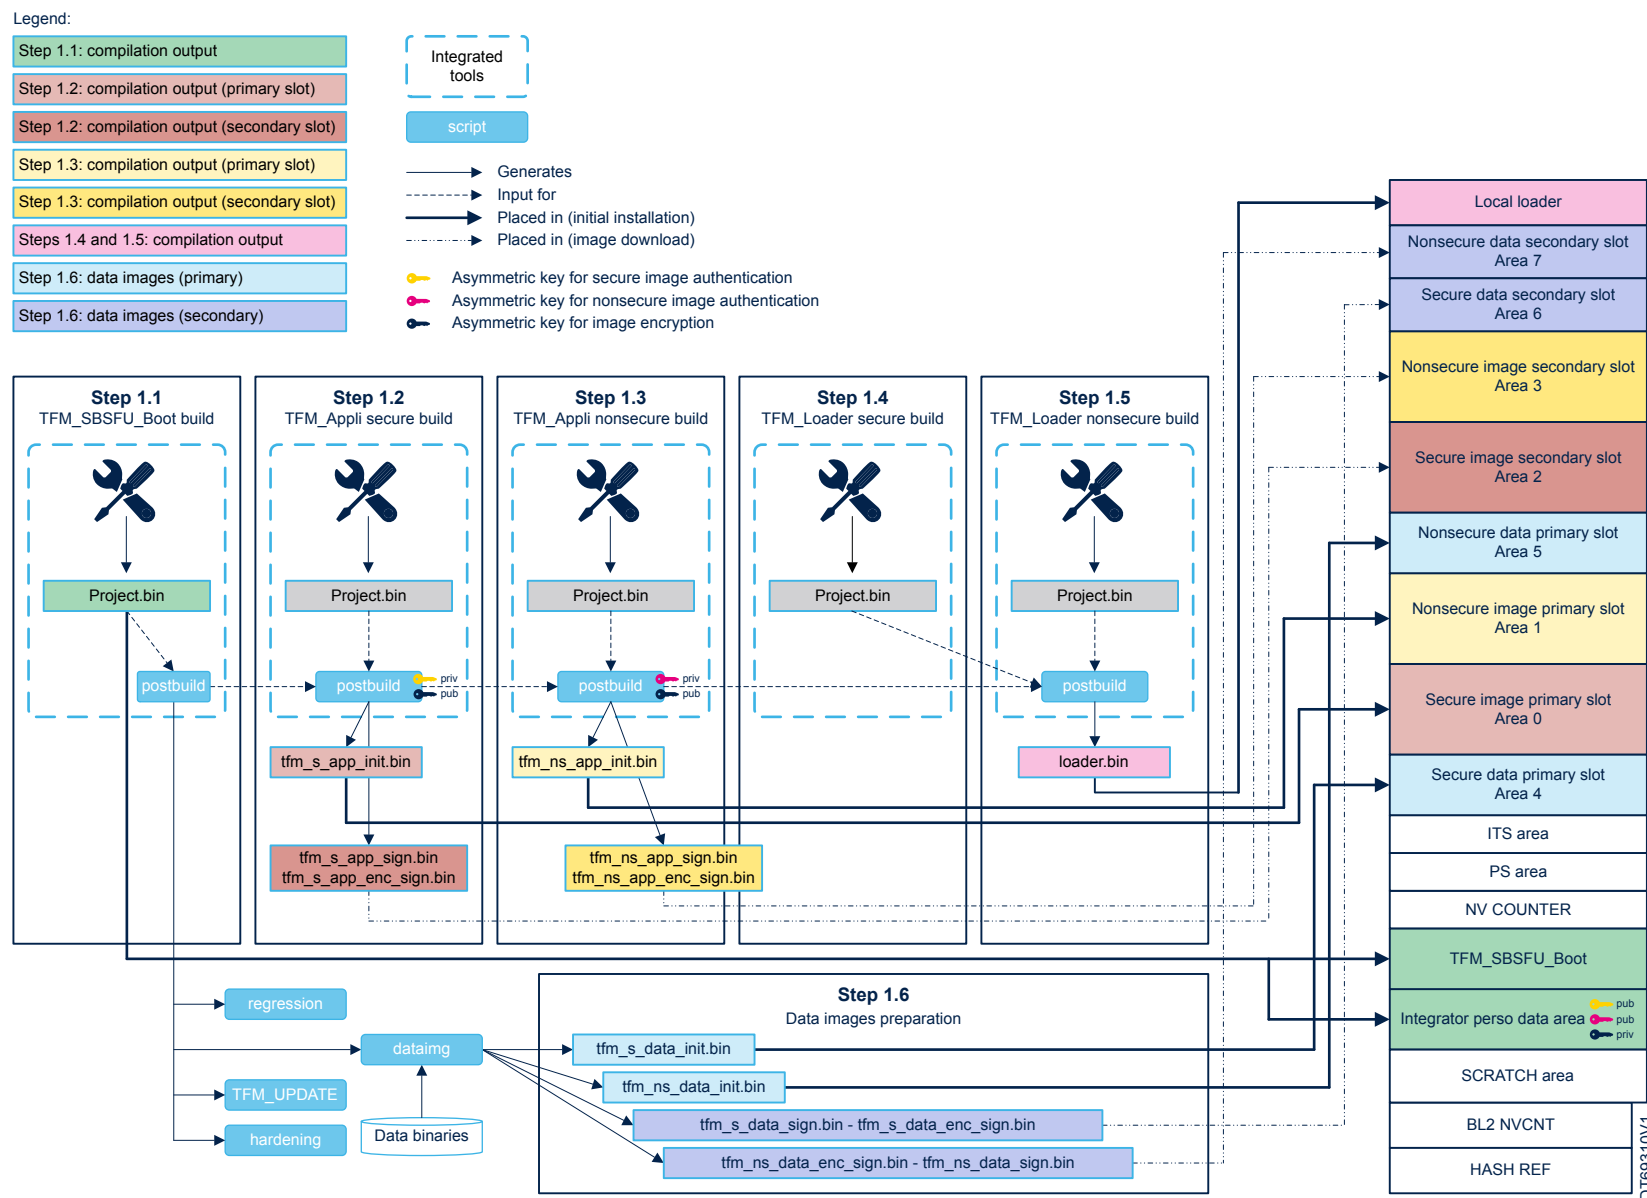 Legend:
Step 1.1: compilation output
Step 1.2: compilation output (primary slot)
Step 1.2: compilation output (secondary slot)
Step 1.3: compilation output (primary slot)
Step 1.3: compilation output (secondary slot)
Steps 1.4 and 1.5: compilation output
Step 1.6: data images (primary)
Step 1.6: data images (secondary)
Integrated
tools
script
Generates
Input for
Placed in (initial installation)
Placed in (image download)
Asymmetric key for secure image authentication
Asymmetric key for nonsecure image authentication
Asymmetric key for image encryption
Step 1.1
TFM_SBSFU_Boot build
Project.bin
postbuild
Step 1.2
TFM_Appli secure build
Project.bin
postbuild
priv
pub
tfm_s_app_init.bin
tfm_s_app_sign.bin
tfm_s_app_enc_sign.bin
Step 1.3
TFM_Appli nonsecure build
Project.bin
postbuild
priv
pub
tfm_ns_app_init.bin
tfm_ns_app_sign.bin
tfm_ns_app_enc_sign.bin
Step 1.4
TFM_Loader secure build
Project.bin
Step 1.5
TFM_Loader nonsecure build
Project.bin
postbuild
loader.bin
regression
dataimg
TFM_UPDATE
hardening
Data binaries
Step 1.6
Data images preparation
tfm_s_data_init.bin
tfm_ns_data_init.bin
tfm_s_data_sign.bin - tfm_s_data_enc_sign.bin
tfm_ns_data_enc_sign.bin - tfm_ns_data_sign.bin
Local loader
Nonsecure data secondary slot
Area 7
Secure data secondary slot
Area 6
Nonsecure image secondary slot
Area 3
Secure image secondary slot
Area 2
Nonsecure data primary slot
Area 5
Nonsecure image primary slot
Area 1
Secure image primary slot
Area 0
Secure data primary slot
Area 4
ITS area
PS area
NV COUNTER
TFM_SBSFU_Boot
Integrator perso data area
pub
pub
priv
SCRATCH area
BL2 NVCNT
HASH REF